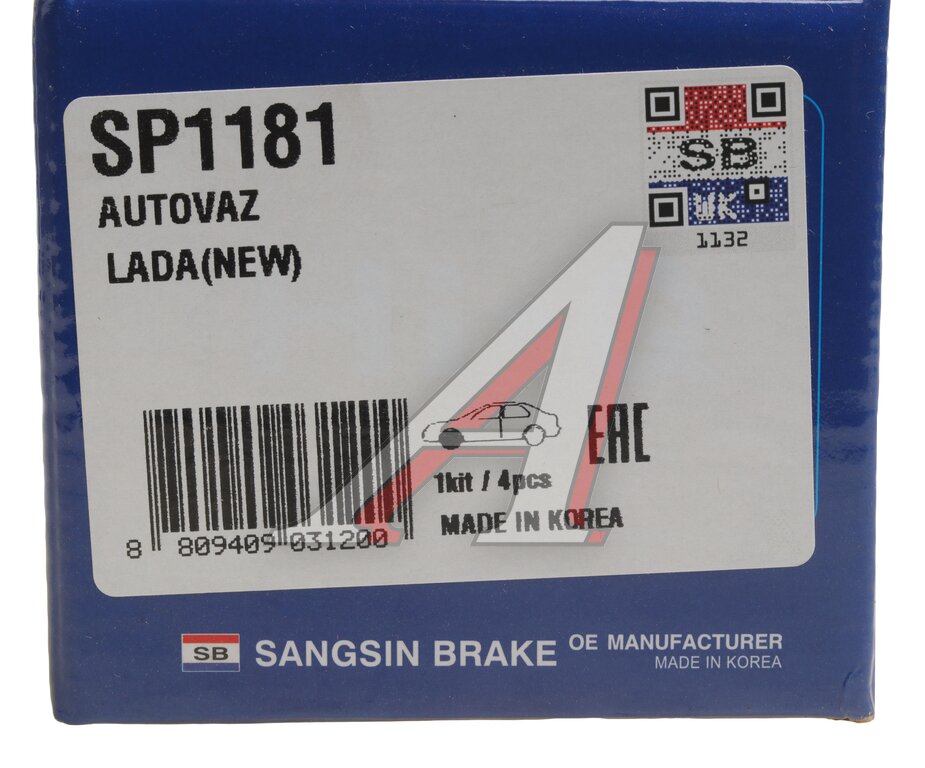 SP1181
AUTOVAZ
LADA(NEW)
SB
UK
1132
EAC
1kit / 4pcs
MADE IN KOREA
8 809409 031200
SB SANGSIN BRAKE OE MANUFACTURER
MADE IN KOREA